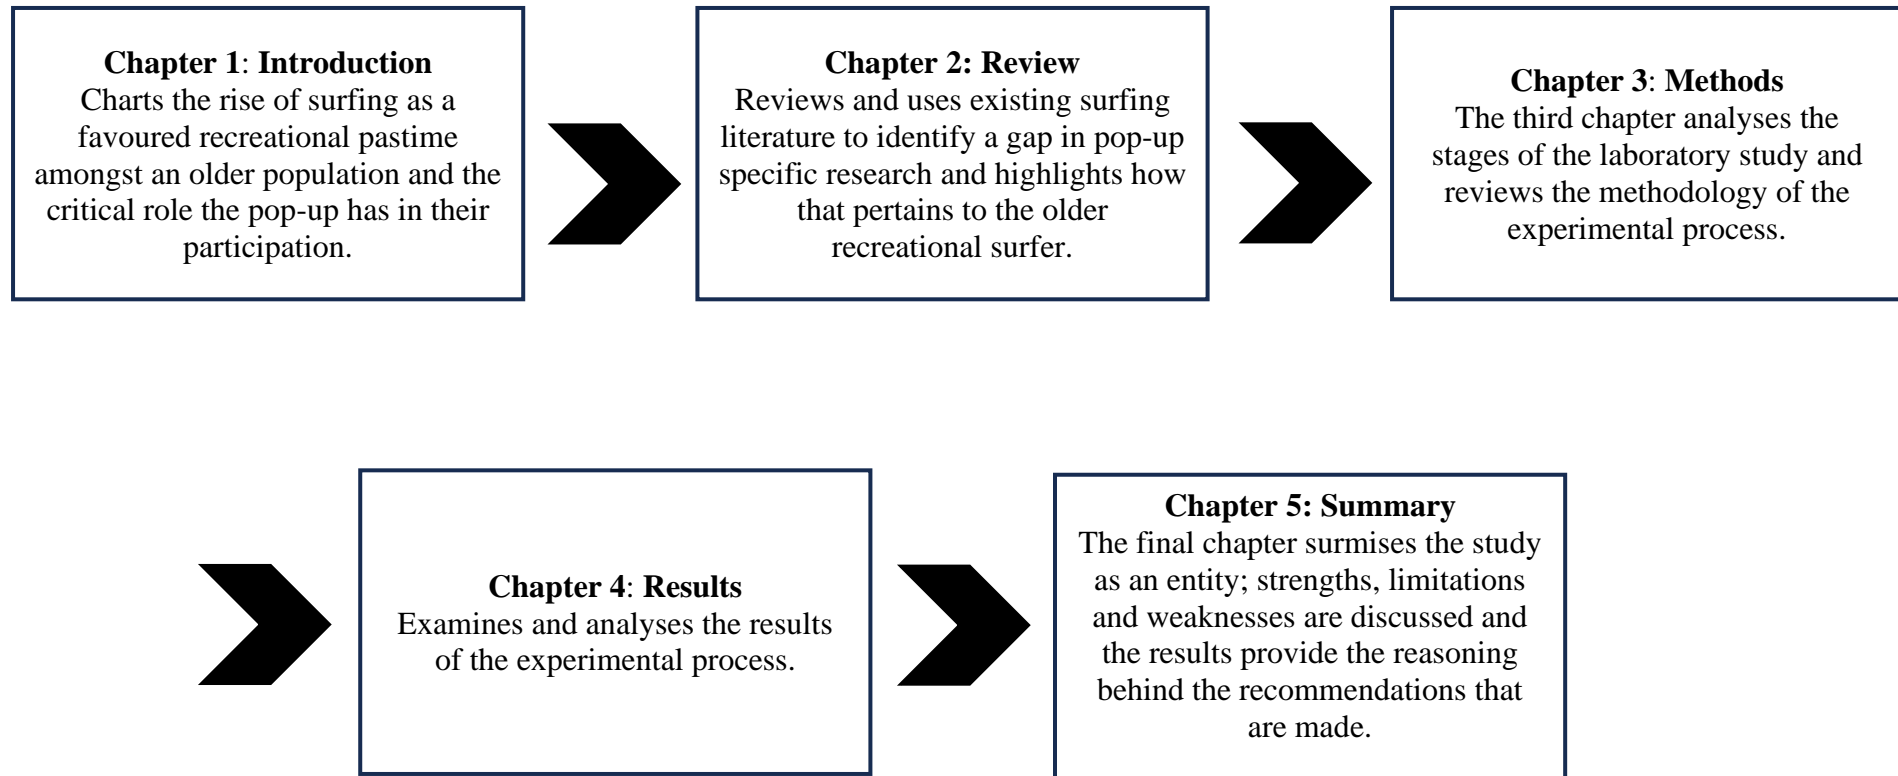 Chapter 1: Introduction
Charts the rise of surfing as a
favoured recreational pastime
amongst an older population and the
critical role the pop-up has in their
participation.
Chapter 2: Review
Reviews and uses existing surfing
literature to identify a gap in pop-up
specific research and highlights how
that pertains to the older
recreational surfer.
Chapter 3: Methods
The third chapter analyses the
stages of the laboratory study and
reviews the methodology of the
experimental process.
Chapter 4: Results
Examines and analyses the results
of the experimental process.
Chapter 5: Summary
The final chapter surmises the study
as an entity; strengths, limitations
and weaknesses are discussed and
the results provide the reasoning
behind the recommendations that
are made.